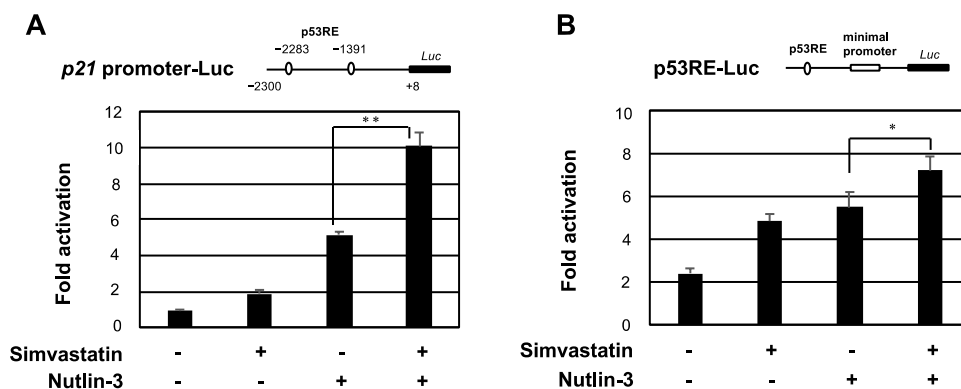 A
p53RE
−2283 −1391 Luc
p21 promoter-Luc
−2300 +8
**
12
10
8
6
4
2
0
Fold activation
Simvastatin - + - +
Nutlin-3 - - + +
B
minimal
p53RE promoter Luc
p53RE-Luc
*
10
8
6
4
2
0
Fold activation
Simvastatin - + - +
Nutlin-3 - - + +